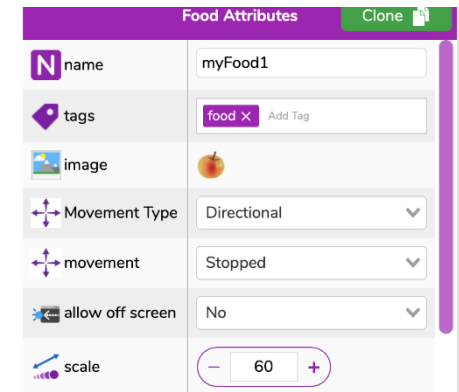 Food Attributes Clone
N name myFood1
tags food × Add Tag
image
Movement Type Directional
movement Stopped
allow off screen No
scale − 60 +